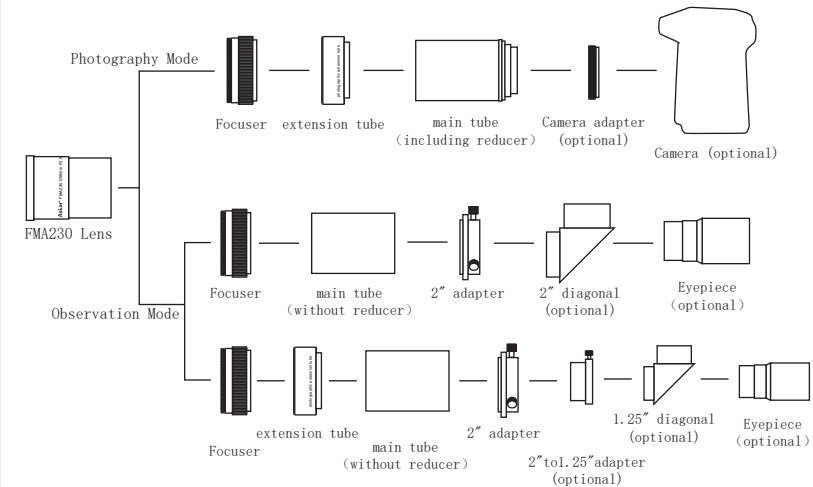 Photography Mode
Focuser
extension tube
main tube
(including reducer)
Camera adapter
(optional)
Camera (optional)
FMA230 Lens
Observation Mode
Focuser
main tube
(without reducer)
2″ adapter
2″ diagonal
(optional)
Eyepiece
(optional)
Focuser
extension tube
main tube
(without reducer)
2″ adapter
2″to1.25″adapter
(optional)
1.25″ diagonal
(optional)
Eyepiece
(optional)